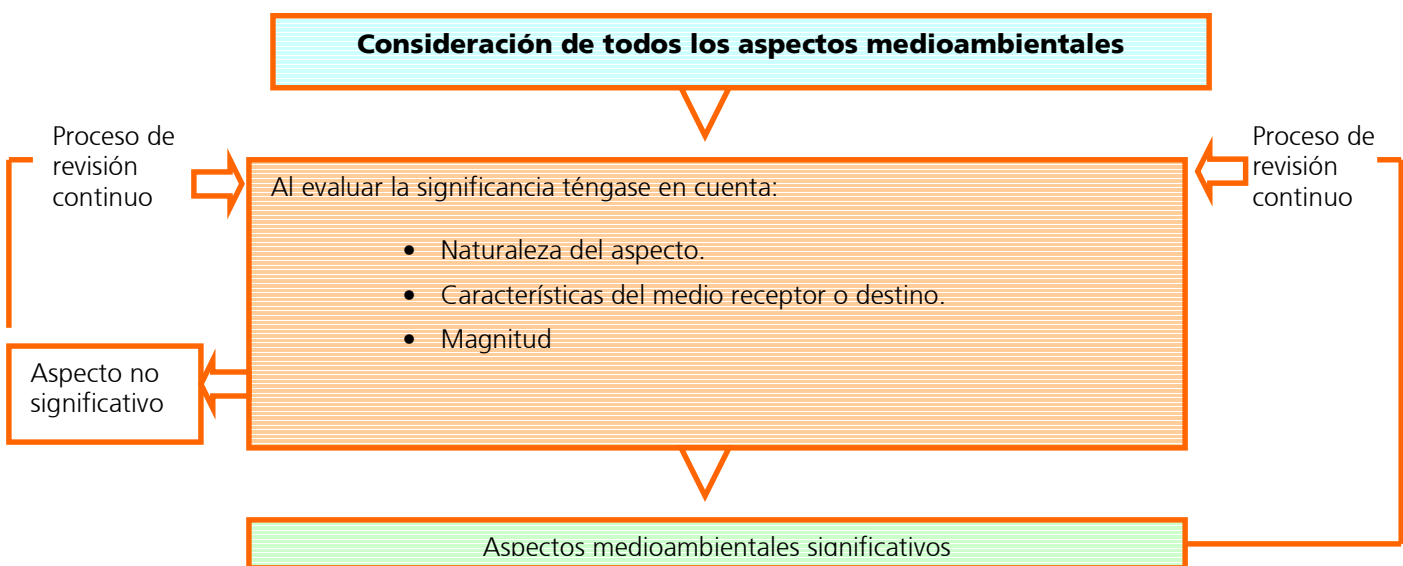 Consideración de todos los aspectos medioambientales
Proceso de
revisión
continuo
Proceso de
revisión
continuo
Al evaluar la significancia téngase en cuenta:
• Naturaleza del aspecto.
• Características del medio receptor o destino.
• Magnitud
Aspecto no
significativo
Aspectos medioambientales significativos